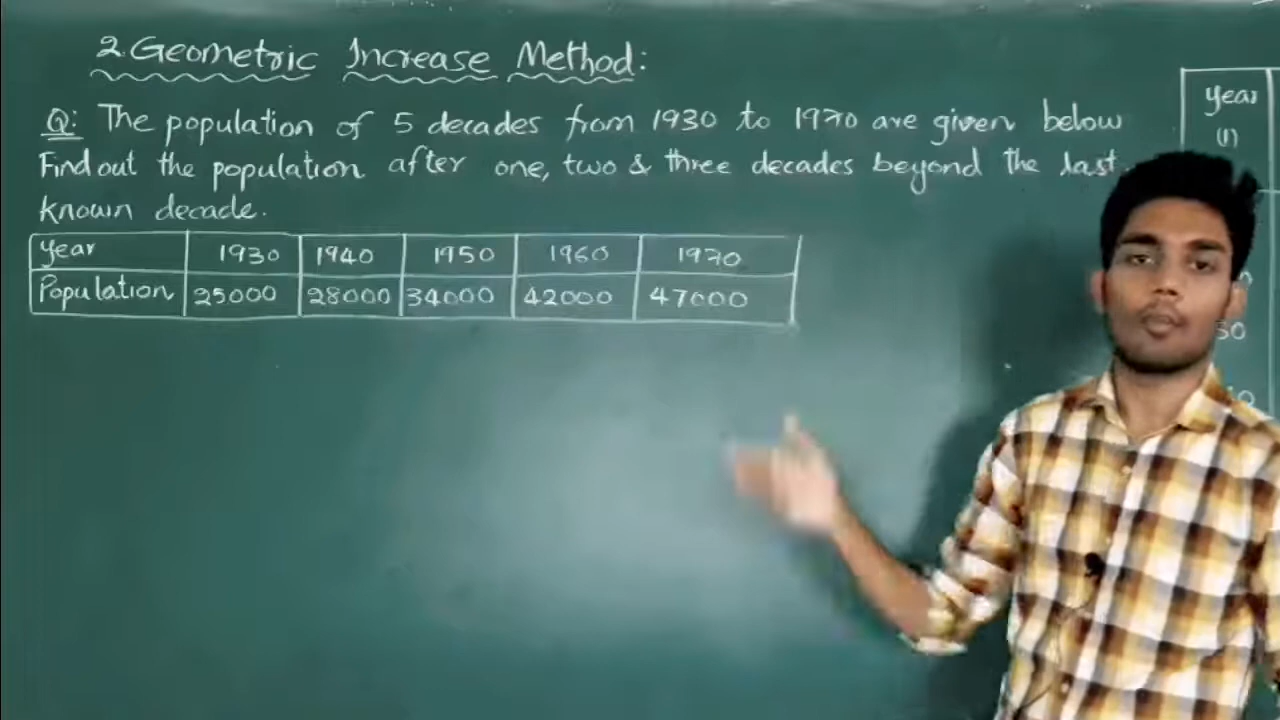 2. Geometric Increase Method:
Q: The population of 5 decades from 1930 to 1970 are given below
Find out the population after one, two & three decades beyond the last
known decade.
Year 1930 1940 1950 1960 1970
Population 25000 28000 34000 42000 47000
Year
(1)